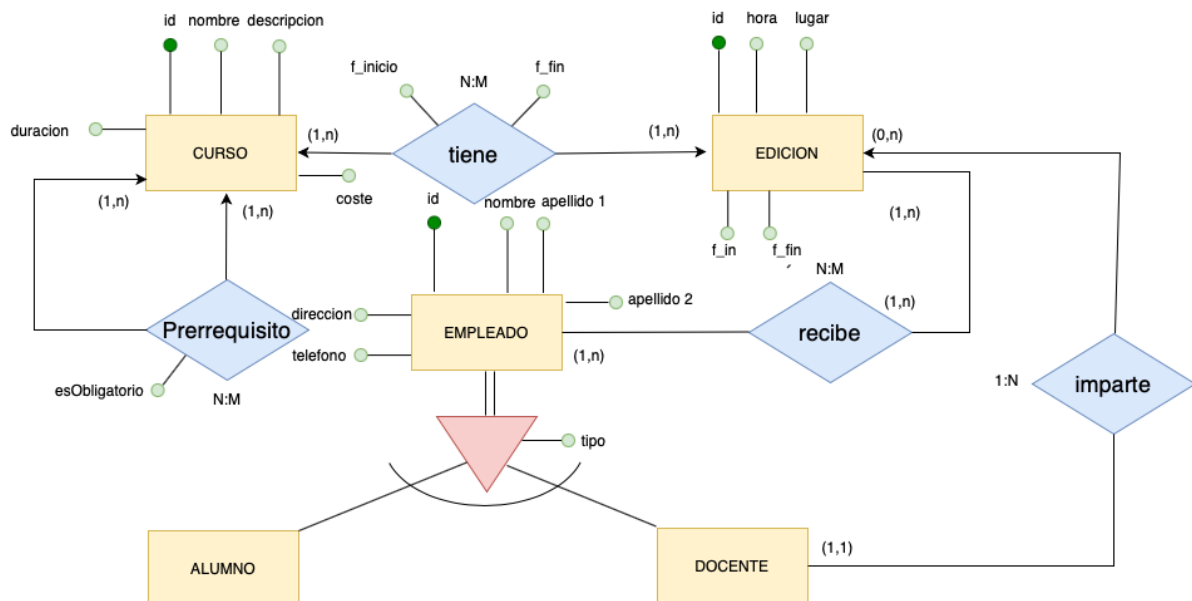 id nombre descripcion
id hora lugar
f_inicio
N:M
f_fin
duracion
(1,n)
(1,n)
(0,n)
CURSO
tiene
EDICION
(1,n)
(1,n)
coste
id
nombre
apellido 1
(1,n)
f_in
f_fin
N:M
direccion
apellido 2
(1,n)
Prerrequisito
EMPLEADO
recibe
telefono
(1,n)
esObligatorio
N:M
1:N
imparte
tipo
ALUMNO
DOCENTE
(1,1)